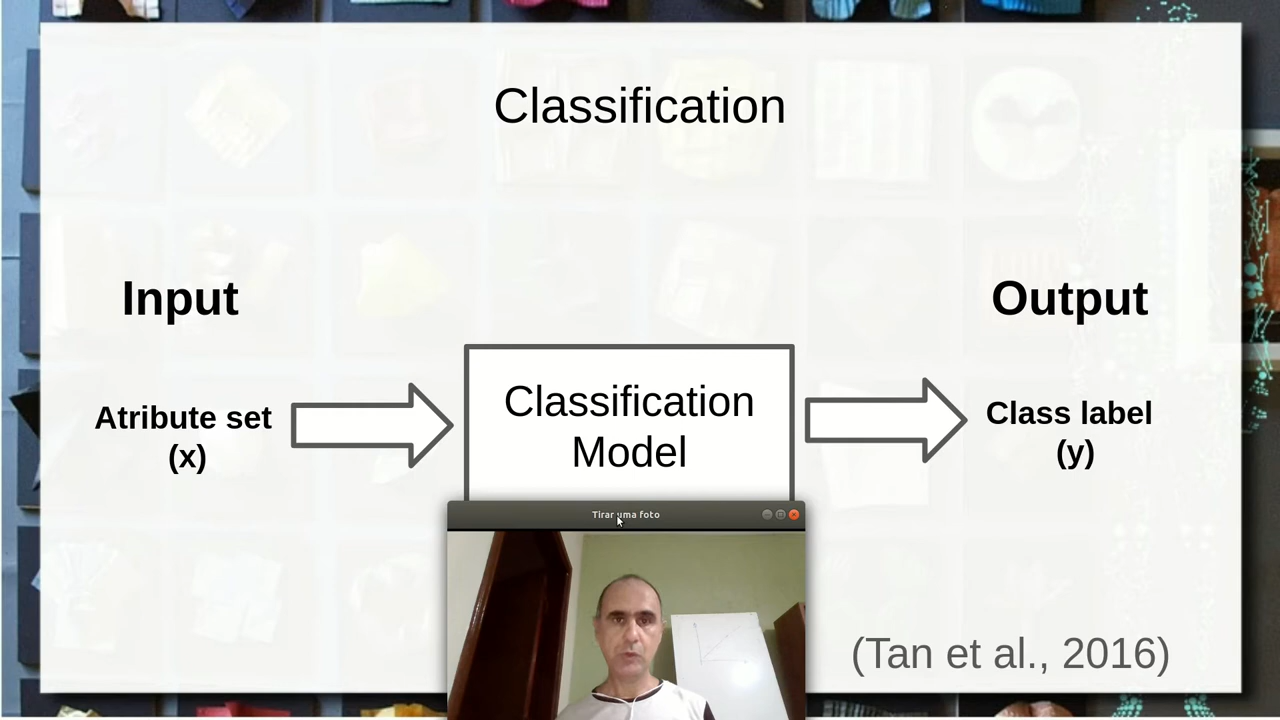 Classification
Input
Output
Atribute set
(x)
Classification
Model
Class label
(y)
Tirar uma foto
(Tan et al., 2016)